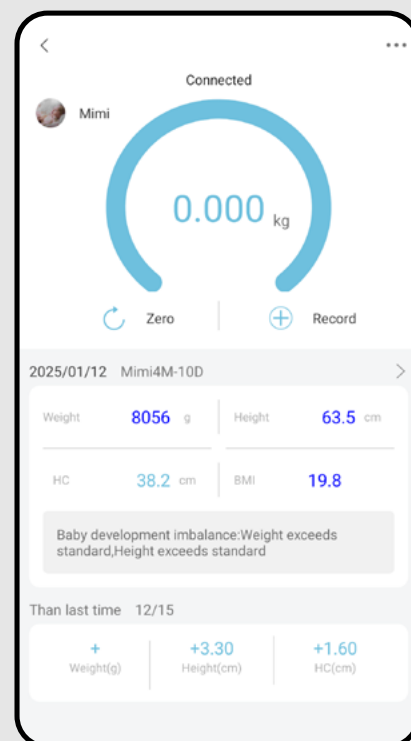 Connected
Mimi
0.000 kg
Zero
Record
2025/01/12 Mimi4M-10D
Weight 8056 g
Height 63.5 cm
HC 38.2 cm
BMI 19.8
Baby development imbalance:Weight exceeds
standard,Height exceeds standard
Than last time 12/15
+ +3.30 +1.60
Weight(g) Height(cm) HC(cm)